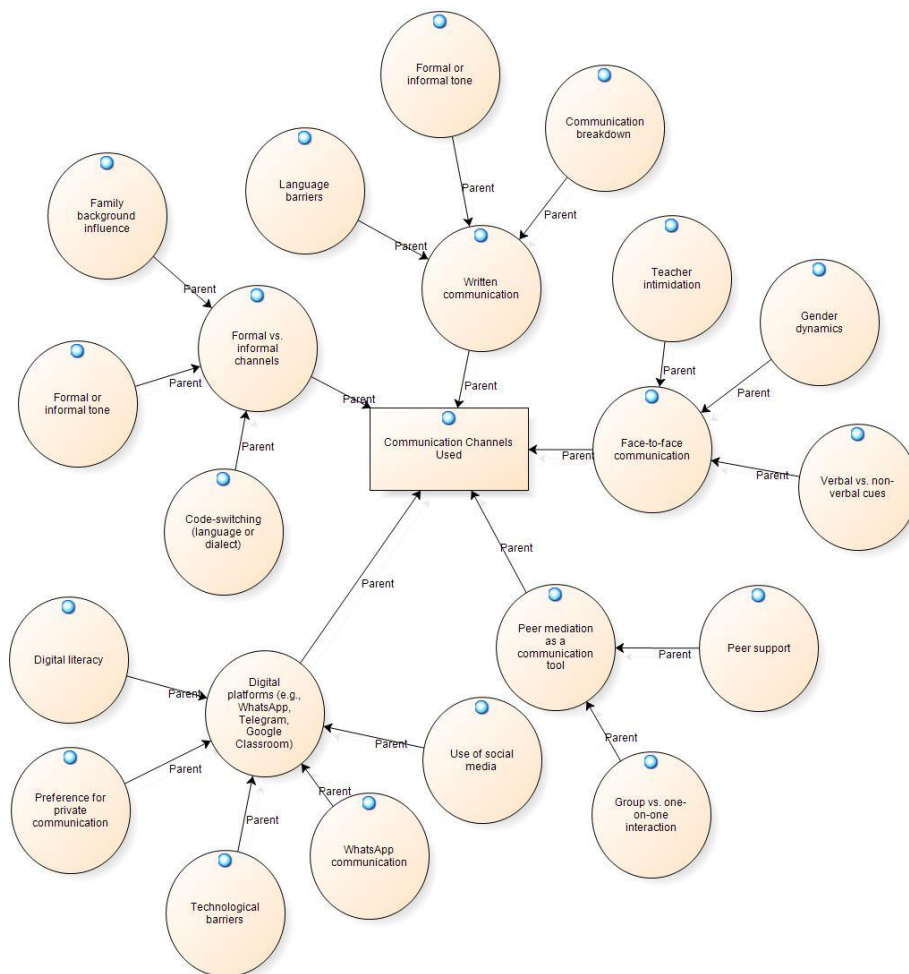 Formal or
informal tone
Communication
breakdown
Parent
Language
barriers
Parent
Parent
Family
background
influence
Parent
Written
communication
Teacher
intimidation
Gender
dynamics
Parent
Formal vs.
informal
channels
Formal or
informal tone
Parent
Parent
Parent
Parent
Parent
Communication Channels
Used
Face-to-face
communication
Parent
Parent
Verbal vs. non-
verbal cues
Parent
Code-switching
(language or
dialect)
Parent
Parent
Peer mediation as
a communication
tool
Parent
Peer support
Digital literacy
Parent
Digital
platforms (e.g.,
WhatsApp,
Telegram,
Google
Classroom)
Parent
Use of social
media
Parent
Preference for
private
communication
Parent
Parent
Parent
WhatsApp
communication
Group vs. one-
on-one
interaction
Technological
barriers